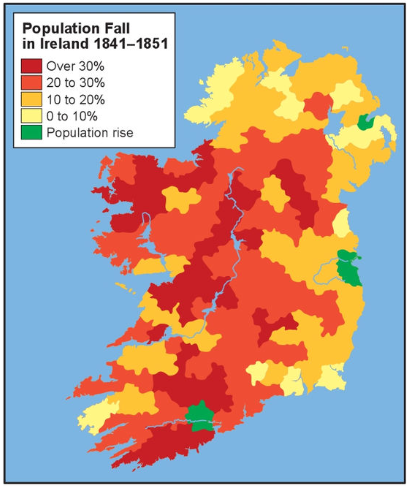 Population Fall
in Ireland 1841–1851
Over 30%
20 to 30%
10 to 20%
0 to 10%
Population rise